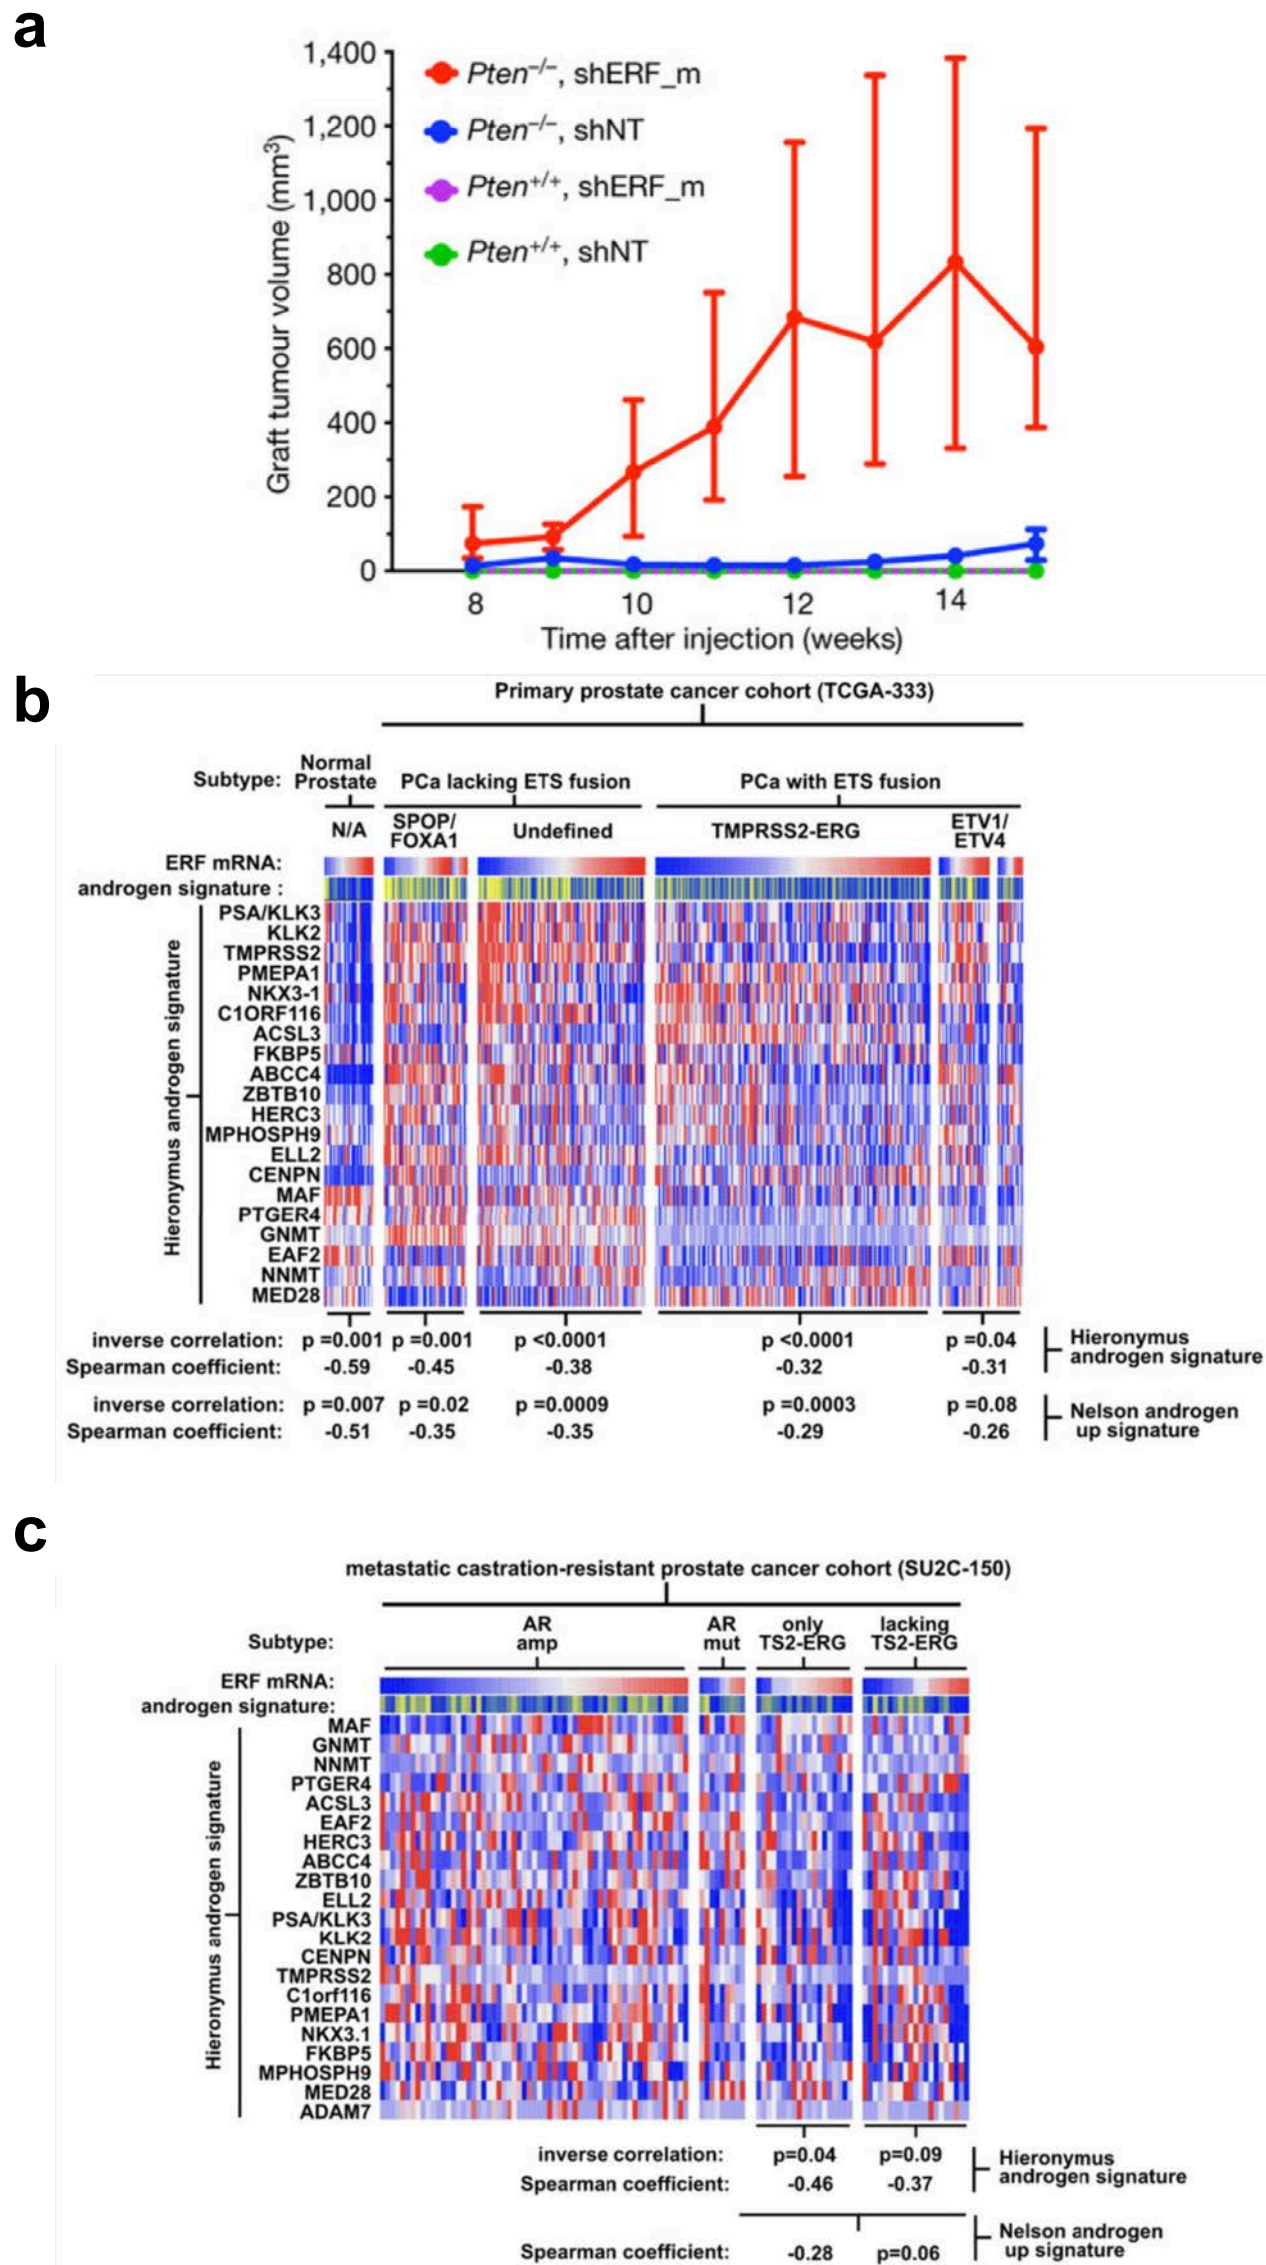 a
1,400
1,200
1,000
800
600
400
200
0
Graft tumour volume (mm³)
Pten–/–, shERF_m
Pten–/–, shNT
Pten+/+, shERF_m
Pten+/+, shNT
8 10 12 14
Time after injection (weeks)
b
Primary prostate cancer cohort (TCGA-333)
Subtype:
Normal
Prostate
PCa lacking ETS fusion
PCa with ETS fusion
N/A
SPOP/
FOXA1
Undefined
TMPRSS2-ERG
ETV1/
ETV4
ERF mRNA:
androgen signature :
Hieronymus androgen signature
PSA/KLK3
KLK2
TMPRSS2
PMEPA1
NKX3-1
C1ORF116
ACSL3
FKBP5
ABCC4
ZBTB10
HERC3
MPHOSPH9
ELL2
CENPN
MAF
PTGER4
GNMT
EAF2
NNMT
MED28
inverse correlation: p =0.001 p =0.001 p <0.0001 p <0.0001 p =0.04
Spearman coefficient: -0.59 -0.45 -0.38 -0.32 -0.31
Hieronymus
androgen signature
inverse correlation: p =0.007 p =0.02 p =0.0009 p =0.0003 p =0.08
Spearman coefficient: -0.51 -0.35 -0.35 -0.29 -0.26
Nelson androgen
up signature
c
metastatic castration-resistant prostate cancer cohort (SU2C-150)
Subtype:
AR
amp
AR
mut
only
TS2-ERG
lacking
TS2-ERG
ERF mRNA:
androgen signature:
Hieronymus androgen signature
MAF
GNMT
NNMT
PTGER4
ACSL3
EAF2
HERC3
ABCC4
ZBTB10
ELL2
PSA/KLK3
KLK2
CENPN
TMPRSS2
C1orf116
PMEPA1
NKX3.1
FKBP5
MPHOSPH9
MED28
ADAM7
inverse correlation: p=0.04 p=0.09
Spearman coefficient: -0.46 -0.37
Hieronymus
androgen signature
Spearman coefficient: -0.28 p=0.06
Nelson androgen
up signature